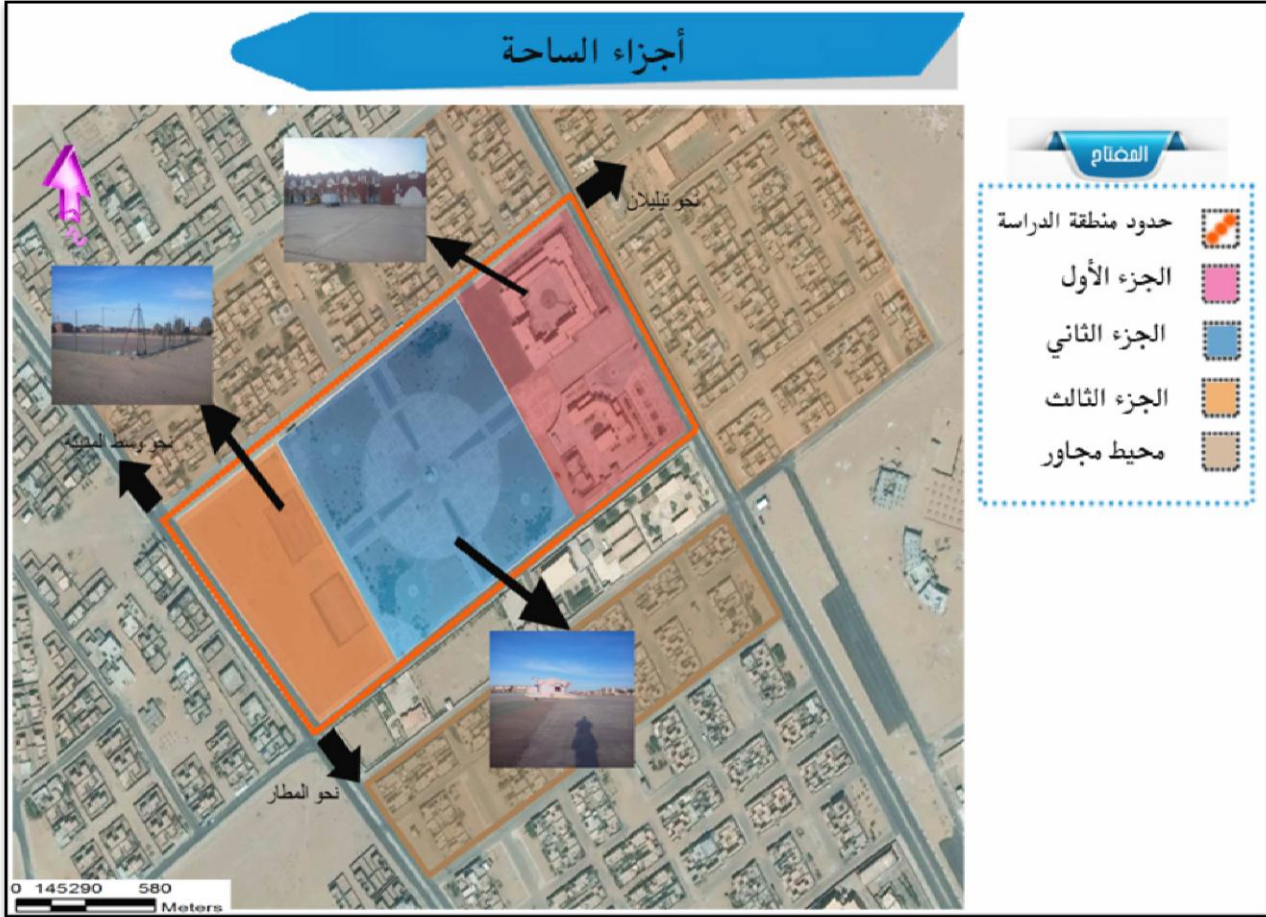 أجزاء الساحة
المفتاح
حدود منطقة الدراسة
الجزء الأول
الجزء الثاني
الجزء الثالث
محيط مجاور
نحو تيليلان
نحو وسط لمدينة
نحو المطار
0 145290 580
Meters